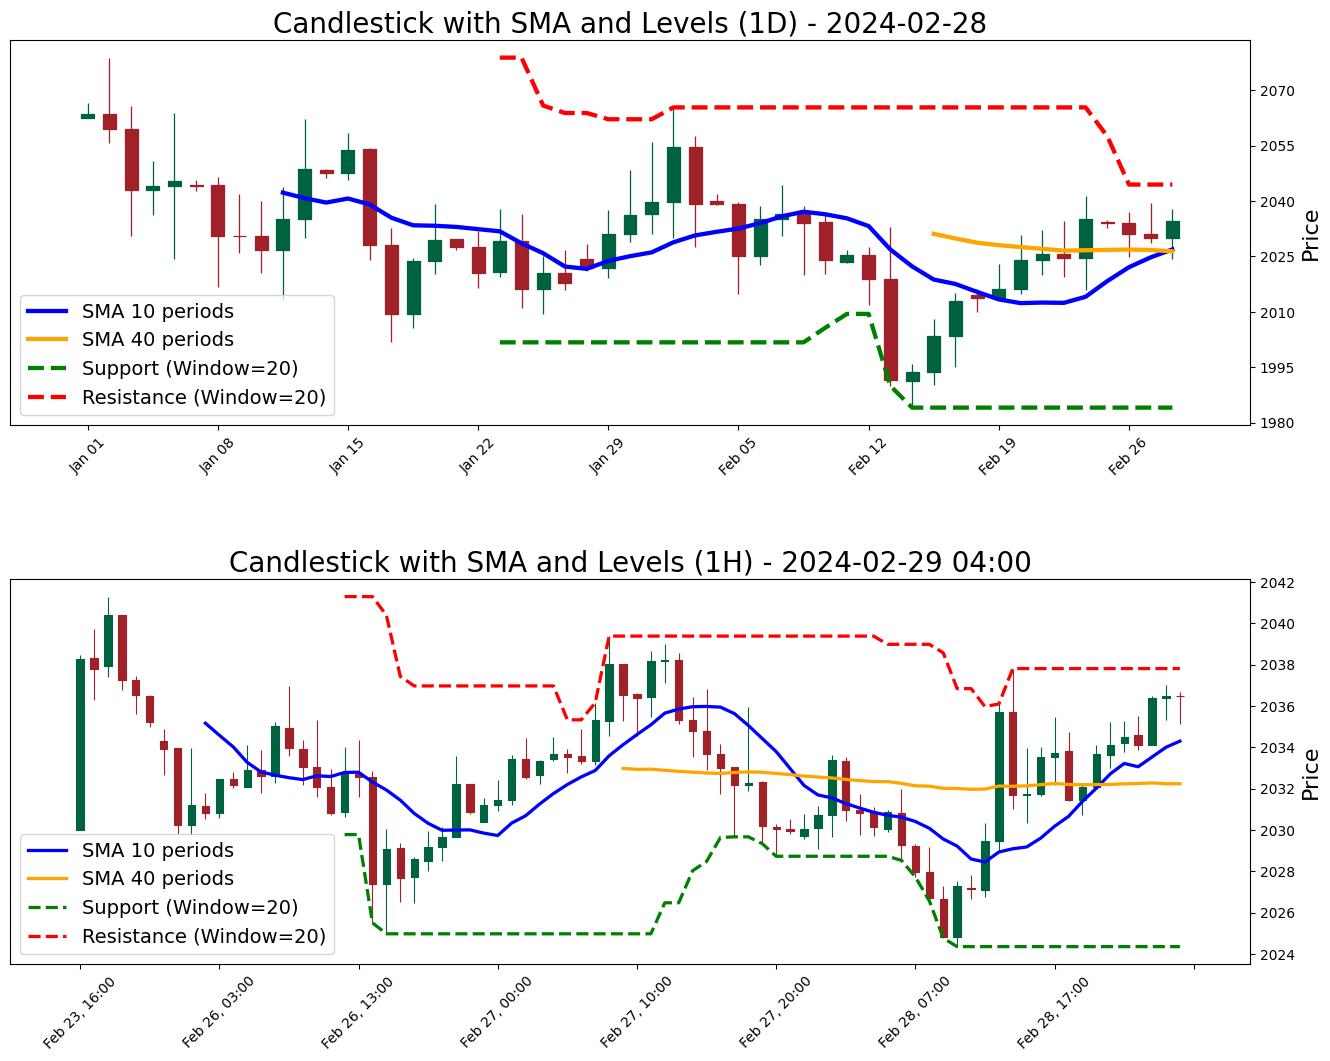 Candlestick with SMA and Levels (1D) - 2024-02-28
2070
2055
2040
2025
2010
1995
1980
Price
SMA 10 periods
SMA 40 periods
Support (Window=20)
Resistance (Window=20)
Jan 01
Jan 08
Jan 15
Jan 22
Jan 29
Feb 05
Feb 12
Feb 19
Feb 26
Candlestick with SMA and Levels (1H) - 2024-02-29 04:00
2042
2040
2038
2036
2034
2032
2030
2028
2026
2024
Price
SMA 10 periods
SMA 40 periods
Support (Window=20)
Resistance (Window=20)
Feb 23, 16:00
Feb 26, 03:00
Feb 26, 13:00
Feb 27, 00:00
Feb 27, 10:00
Feb 27, 20:00
Feb 28, 07:00
Feb 28, 17:00